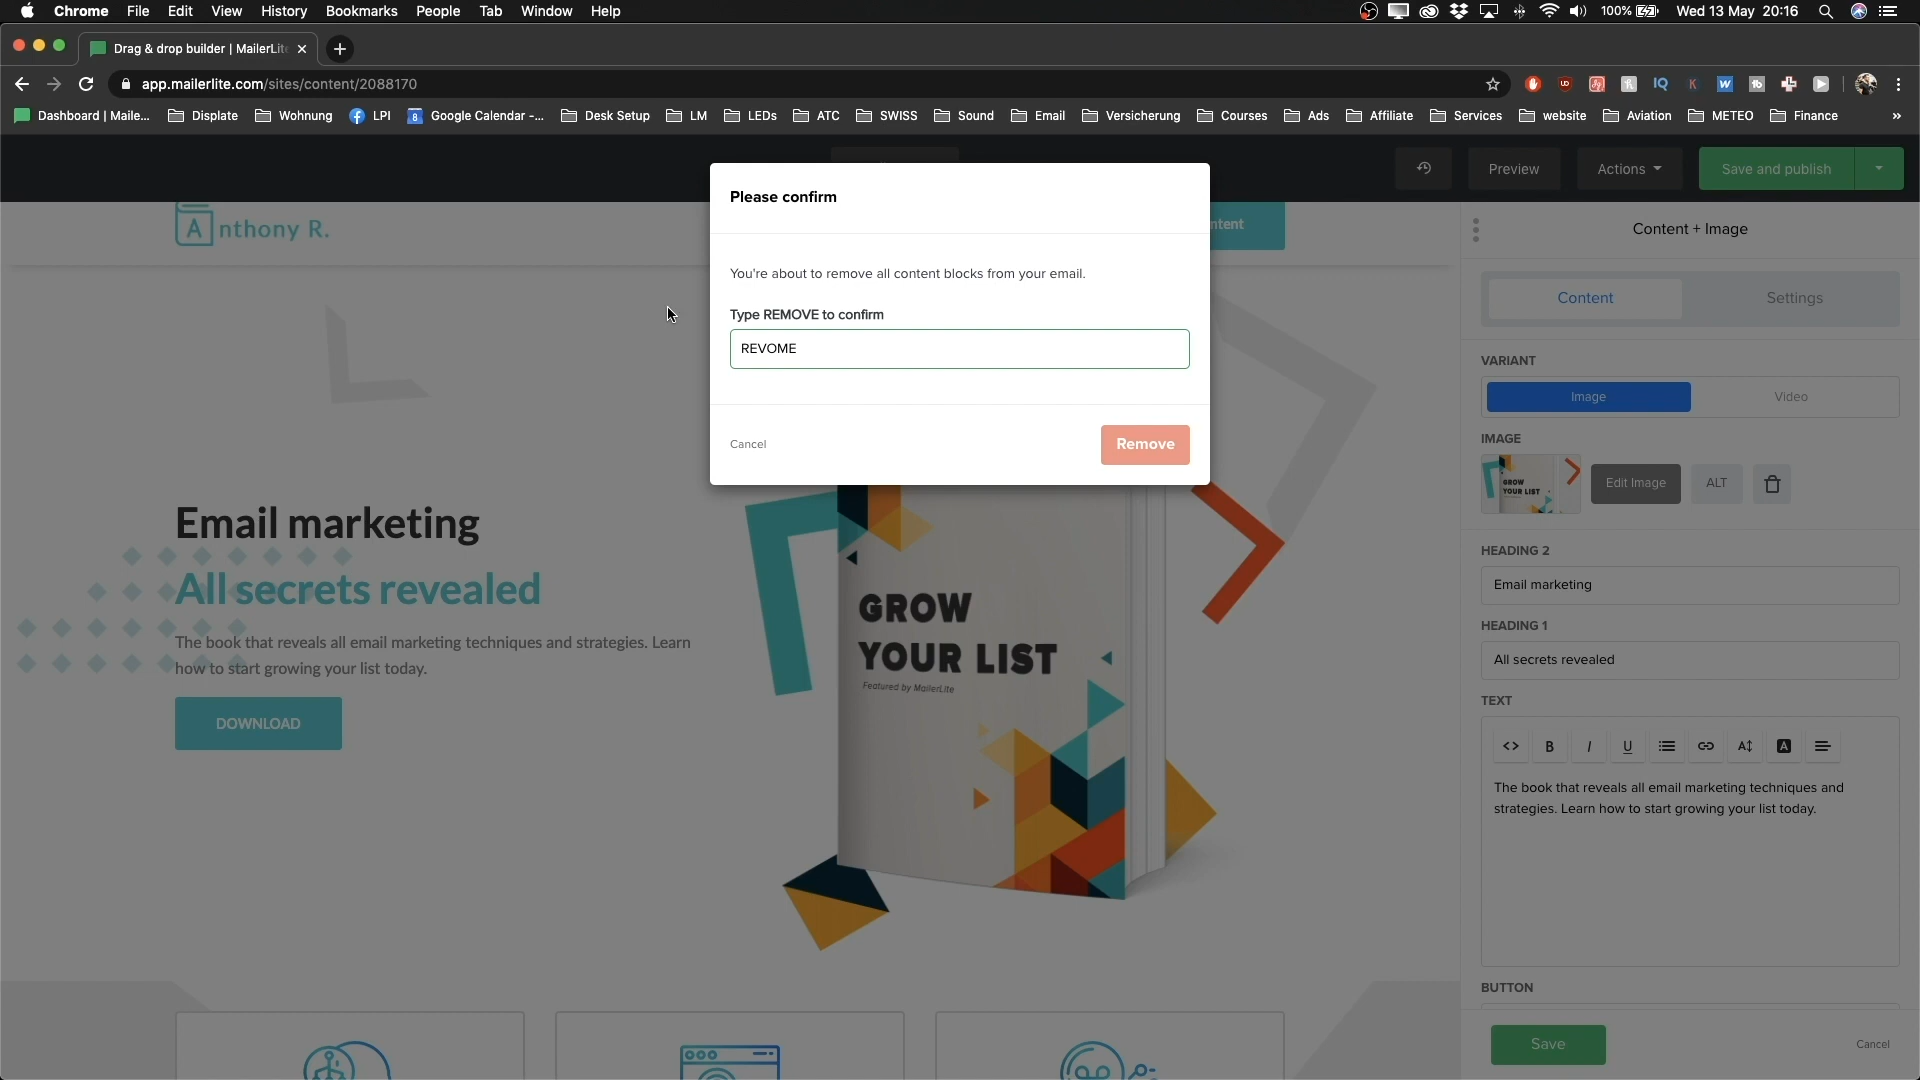 Chrome File Edit View History Bookmarks People Tab Window Help
100% Wed 13 May 20:16
Drag & drop builder | MailerLite
app.mailerlite.com/sites/content/2088170
Dashboard | Maile... Displate Wohnung LPI Google Calendar -... Desk Setup LM LEDs ATC SWISS Sound Email Versicherung Courses Ads Affiliate Services website Aviation METEO Finance »
Preview Actions Save and publish
Anthony R.
ntent
Please confirm
You're about to remove all content blocks from your email.
Type REMOVE to confirm
REVOME
Cancel Remove
Email marketing
All secrets revealed
The book that reveals all email marketing techniques and strategies. Learn
how to start growing your list today.
DOWNLOAD
GROW
YOUR LIST
Featured by MailerLite
Content + Image
Content Settings
VARIANT
Image Video
IMAGE
GROW
YOUR LIST
Edit Image ALT
HEADING 2
Email marketing
HEADING 1
All secrets revealed
TEXT
<> B I U A
The book that reveals all email marketing techniques and
strategies. Learn how to start growing your list today.
BUTTON
Save Cancel